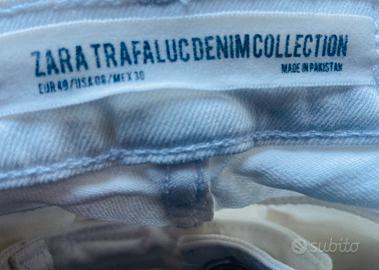 ZARA TRAFALUC DENIM COLLECTION
MADE IN PAKISTAN
EUR 40 / USA 08 / MEX 30
subito